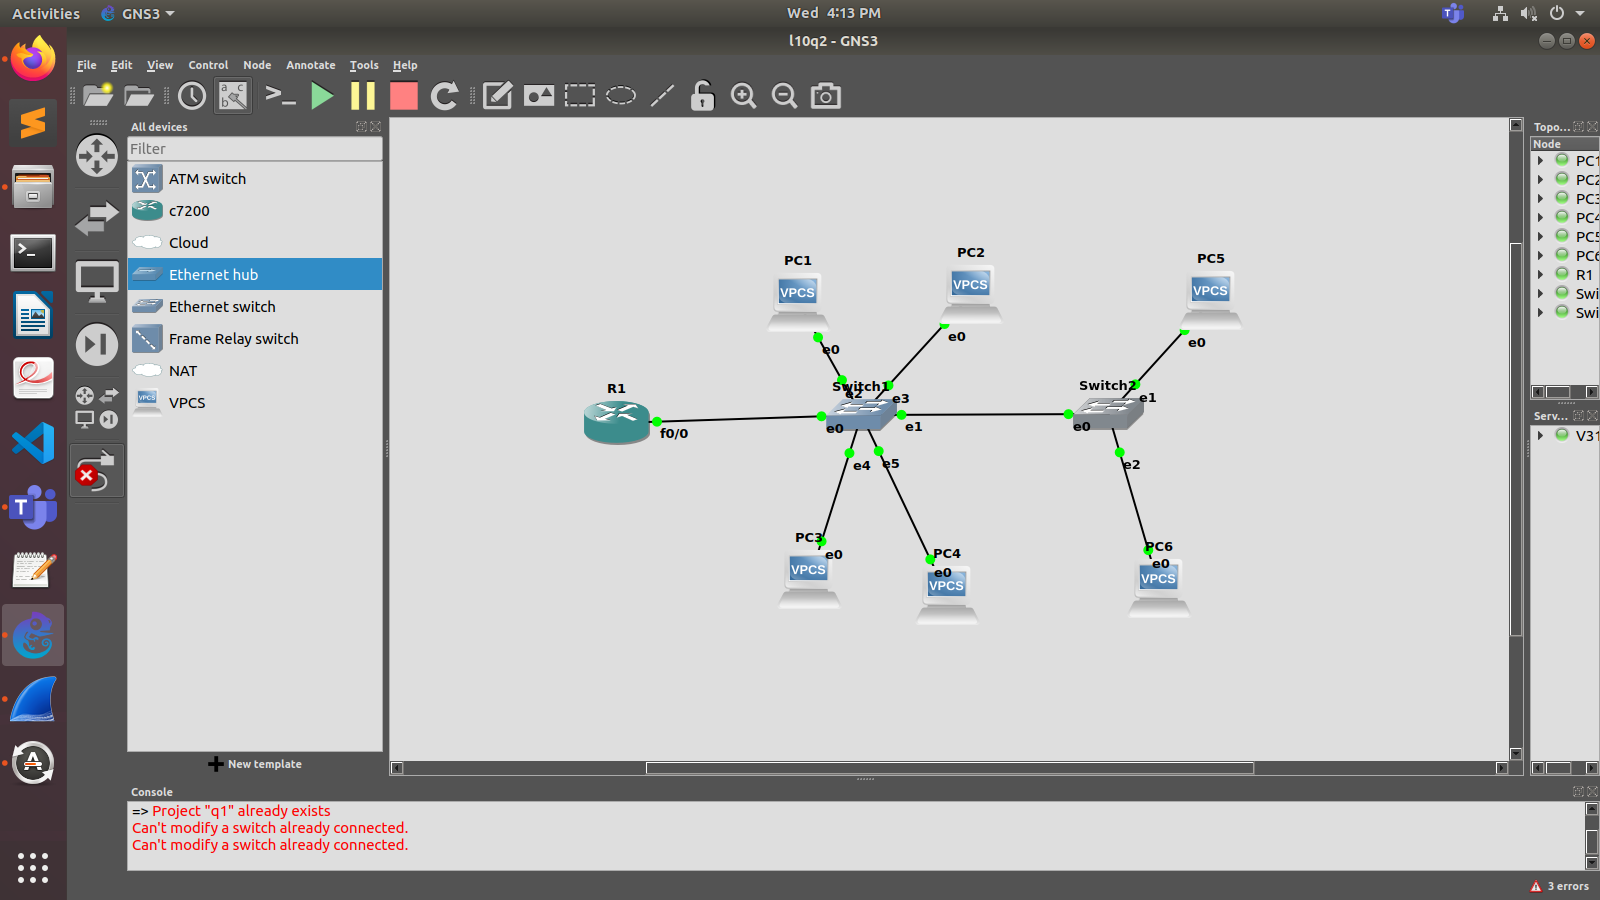 Activities GNS3 Wed 4:13 PM
l10q2 - GNS3
File Edit View Control Node Annotate Tools Help
All devices
Filter
ATM switch
c7200
Cloud
Ethernet hub
Ethernet switch
Frame Relay switch
NAT
VPCS
New template
PC1
VPCS
e0
PC2
VPCS
e0
PC5
VPCS
e0
R1
f0/0
Switch1
e2
e3
e0
e1
e4
e5
Switch2
e1
e0
e2
PC3
e0
VPCS
PC4
e0
VPCS
PC6
e0
VPCS
Topo...
Node
PC1
PC2
PC3
PC4
PC5
PC6
R1
Swi
Swi
Serv...
V31
Console
=> Project "q1" already exists
Can't modify a switch already connected.
Can't modify a switch already connected.
3 errors